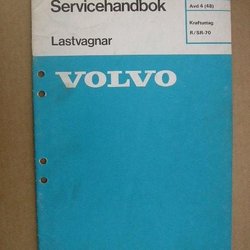 Servicehandbok
Avd 4 (48)
Kraftuttag
R/SR-70
Lastvagnar
VOLVO